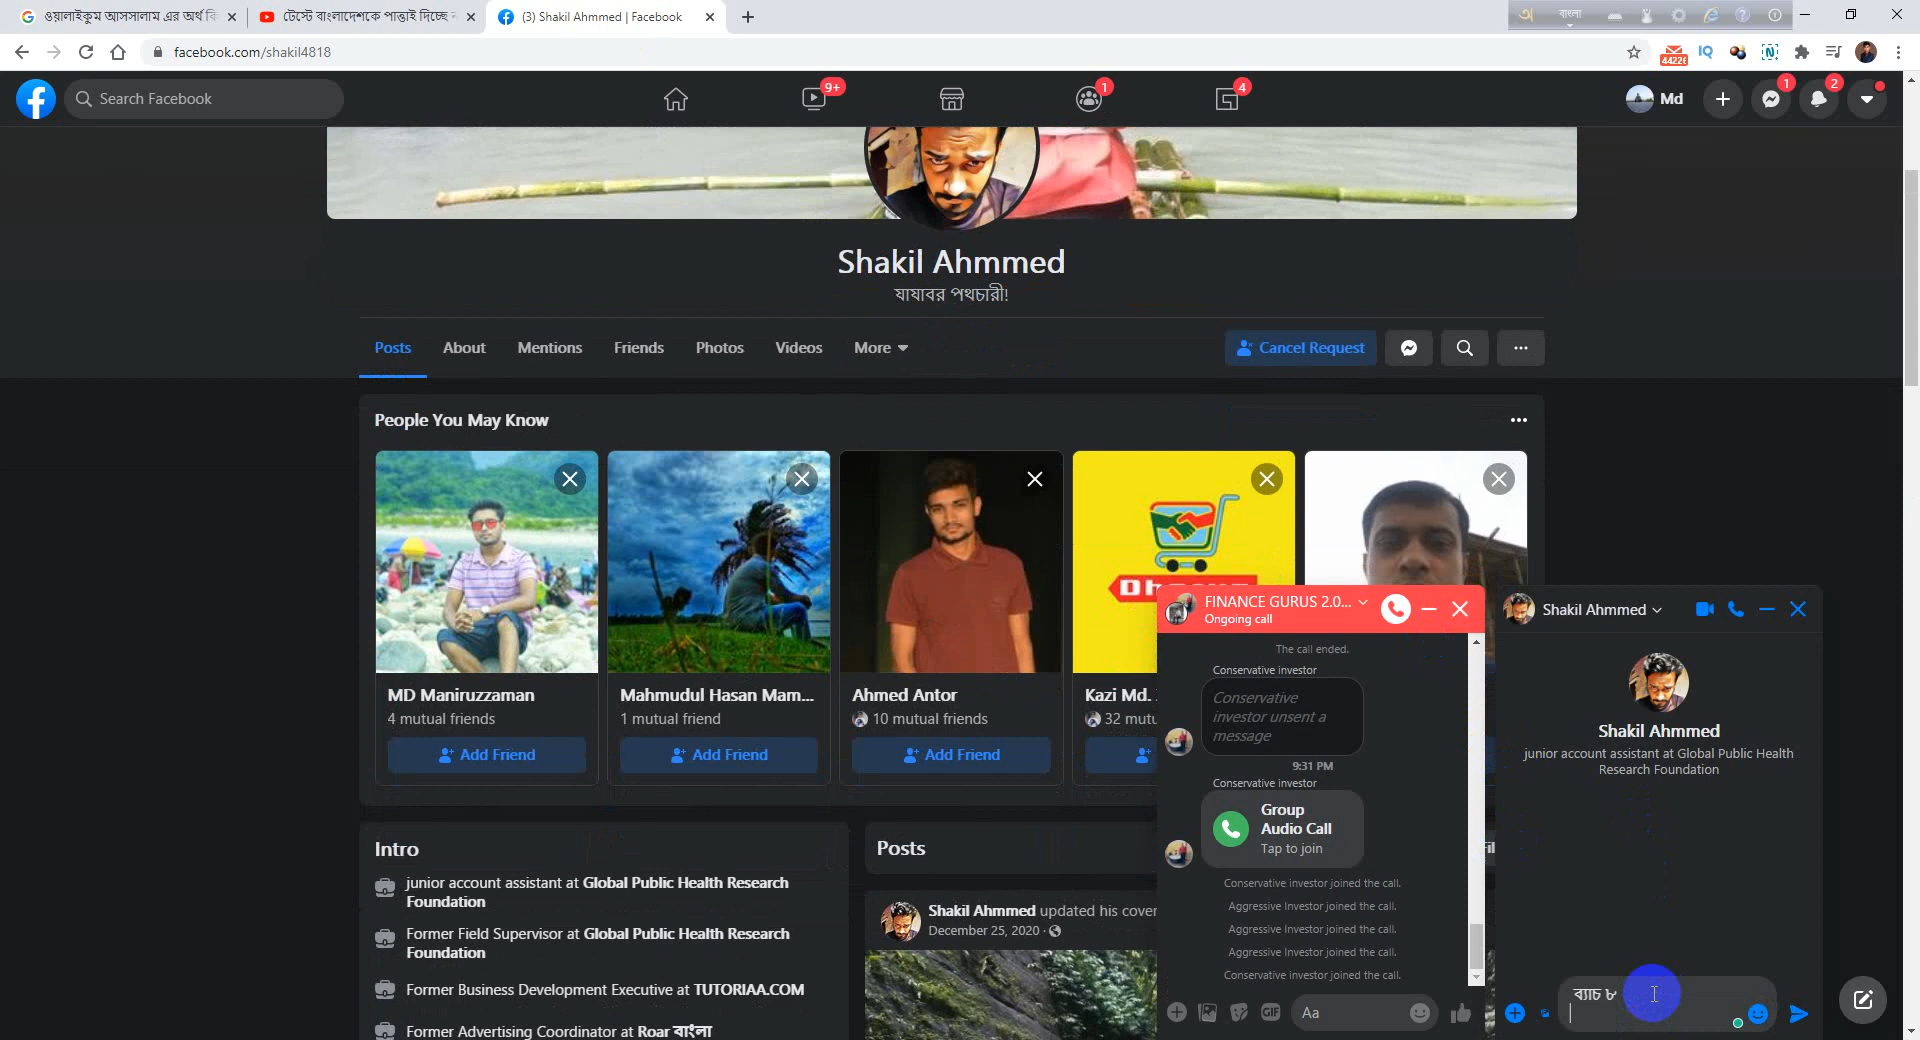 ওয়ালাইকুম আসসালাম এর অর্থ কি
টেস্টে বাংলাদেশকে পাত্তাই দিচ্ছে
(3) Shakil Ahmmed | Facebook
বাংলা
facebook.com/shakil4818
44226
IQ
Search Facebook
9+
1
4
Md
1
2
Shakil Ahmmed
যাযাবর পথচারী!
Posts
About
Mentions
Friends
Photos
Videos
More
Cancel Request
People You May Know
MD Maniruzzaman
4 mutual friends
Add Friend
Mahmudul Hasan Mam...
1 mutual friend
Add Friend
Ahmed Antor
10 mutual friends
Add Friend
Kazi Md.
Intro
junior account assistant at Global Public Health Research
Foundation
Former Field Supervisor at Global Public Health Research
Foundation
Former Business Development Executive at TUTORIAA.COM
Former Advertising Coordinator at Roar বাংলা
Posts
Shakil Ahmmed updated his cover
December 25, 2020
FINANCE GURUS 2.0...
Ongoing call
The call ended.
Conservative investor
Conservative
investor unsent a
message
9:31 PM
Conservative investor
Group
Audio Call
Tap to join
Conservative investor joined the call.
Aggressive Investor joined the call.
Aggressive Investor joined the call.
Aggressive Investor joined the call.
Conservative investor joined the call.
GIF
Aa
Shakil Ahmmed
Shakil Ahmmed
junior account assistant at Global Public Health
Research Foundation
ব্যাচ ৮